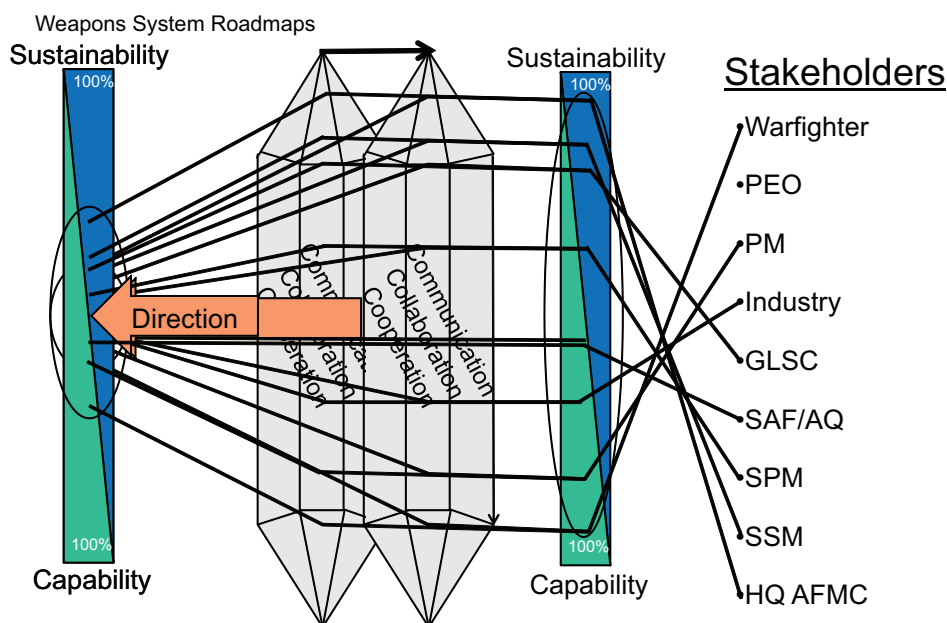 Weapons System Roadmaps
Sustainability
100%
Sustainability
100%
Stakeholders
•Warfighter
•PEO
•PM
•Industry
•GLSC
•SAF/AQ
•SPM
•SSM
•HQ AFMC
Direction
Communication
Collaboration
Cooperation
100%
Capability
100%
Capability